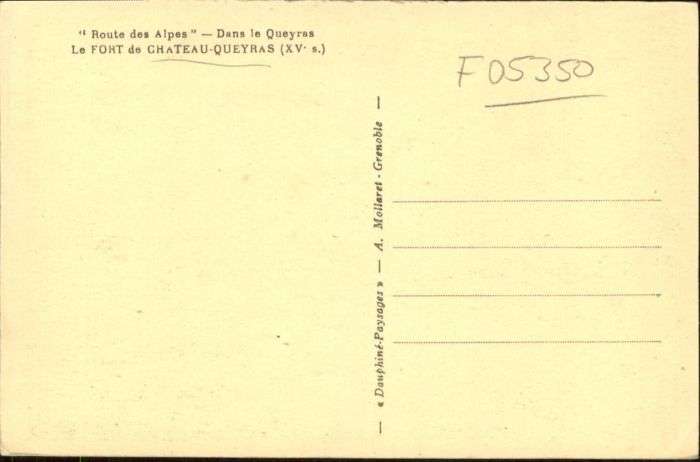 “ Route des Alpes ” — Dans le Queyras
Le FORT de CHATEAU-QUEYRAS (XVᵉ s.)
F05350
— « Dauphiné-Paysages » — A. Mollaret - Grenoble —